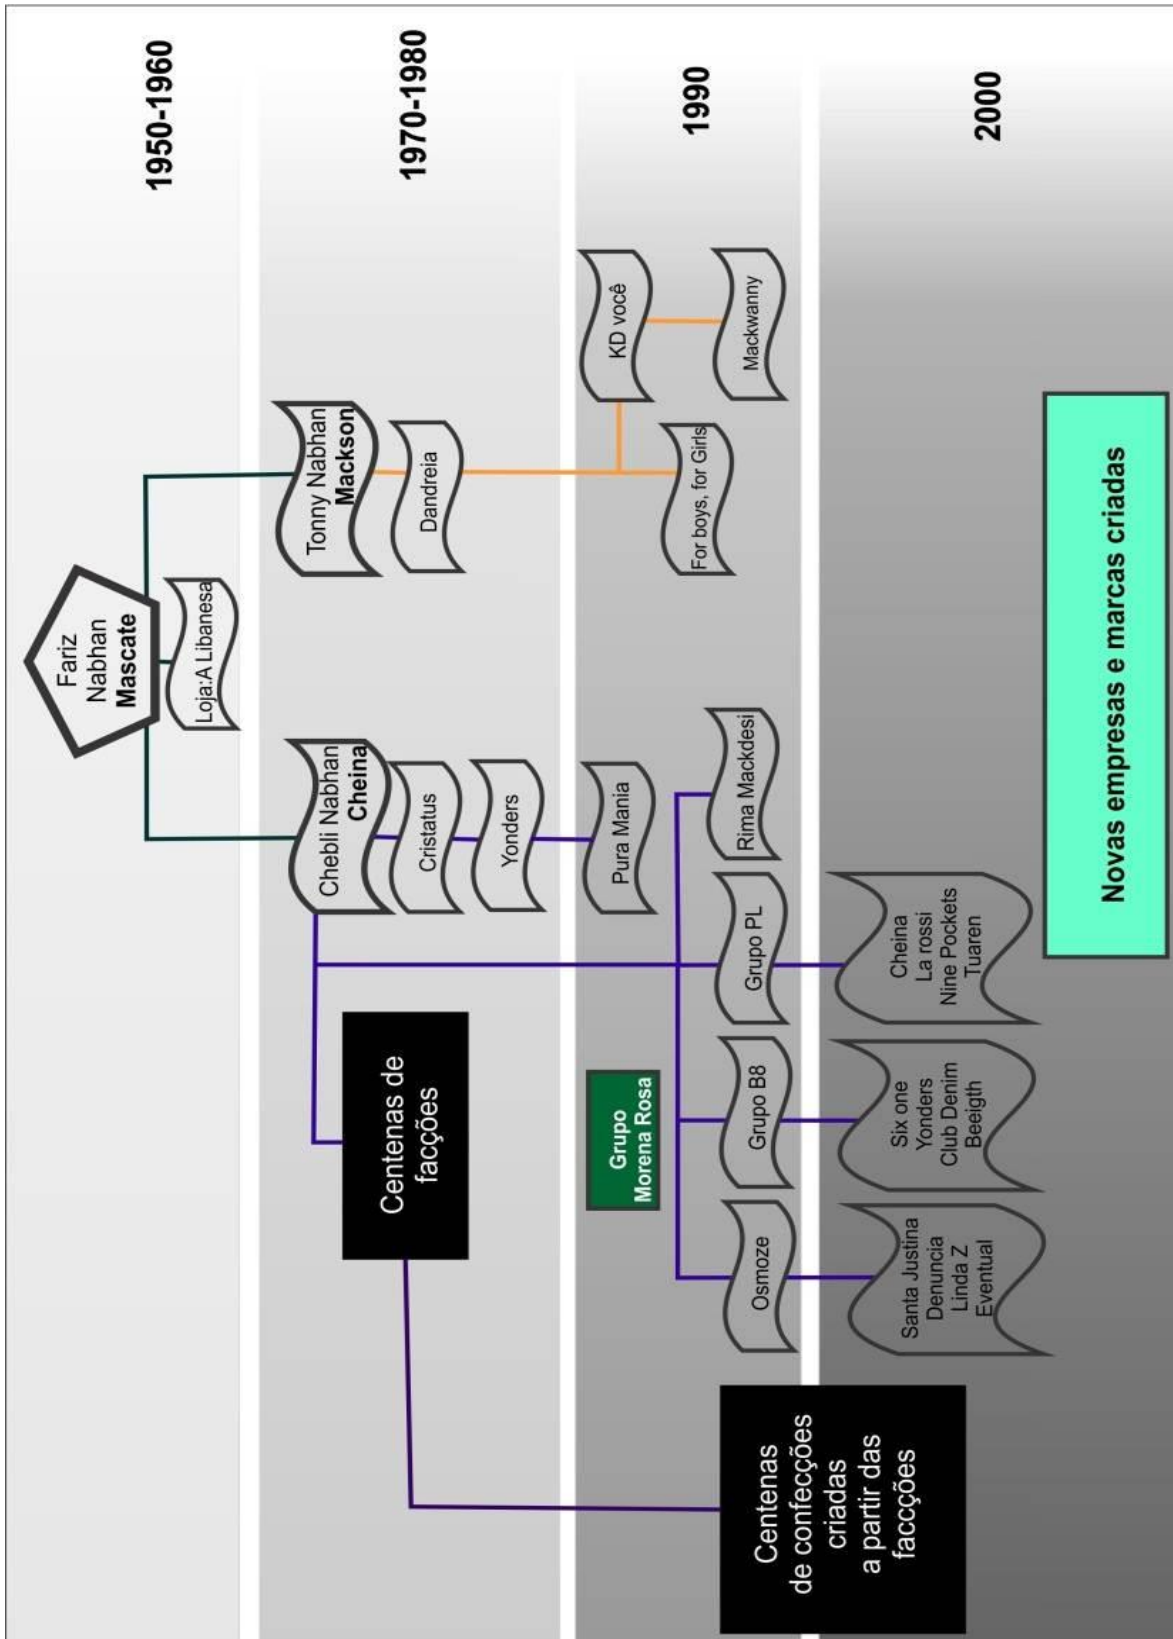 Fariz
Nabhan
Mascate
Loja:A Libanesa
1950-1960
Chebli Nabhan
Cheina
Tonny Nabhan
Mackson
Cristatus
Dandreia
Yonders
Centenas de
facções
1970-1980
Grupo
Morena Rosa
Pura Mania
KD você
For boys, for Girls
Mackwanny
1990
Osmoze
Grupo B8
Grupo PL
Rima Mackdesi
Centenas
de confecções
criadas
a partir das
faccções
Santa Justina
Denuncia
Linda Z
Eventual
Six one
Yonders
Club Denim
Beeigth
Cheina
La rossi
Nine Pockets
Tuaren
2000
Novas empresas e marcas criadas